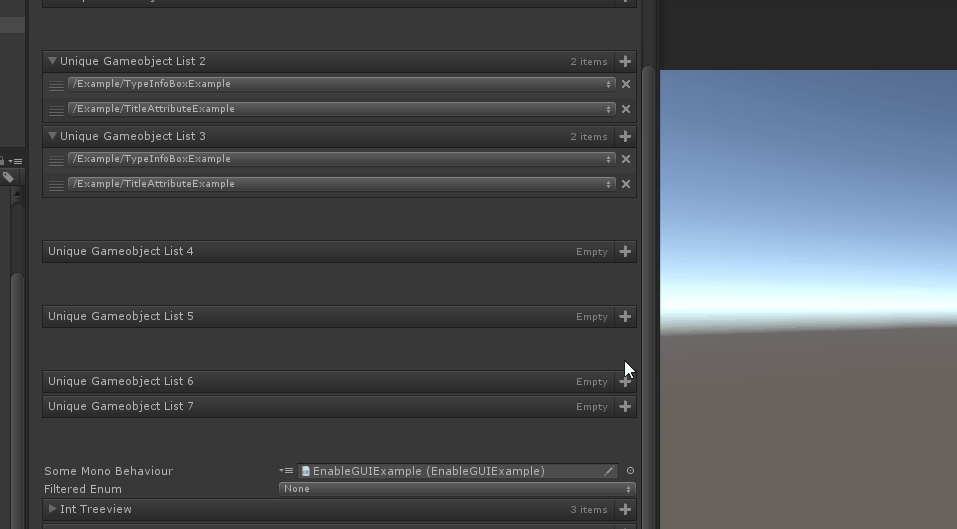 Unique Gameobject List 2 2 items
/Example/TypeInfoBoxExample
/Example/TitleAttributeExample
Unique Gameobject List 3 2 items
/Example/TypeInfoBoxExample
/Example/TitleAttributeExample
Unique Gameobject List 4 Empty
Unique Gameobject List 5 Empty
Unique Gameobject List 6 Empty
Unique Gameobject List 7 Empty
Some Mono Behaviour EnableGUIExample (EnableGUIExample)
Filtered Enum None
Int Treeview 3 items